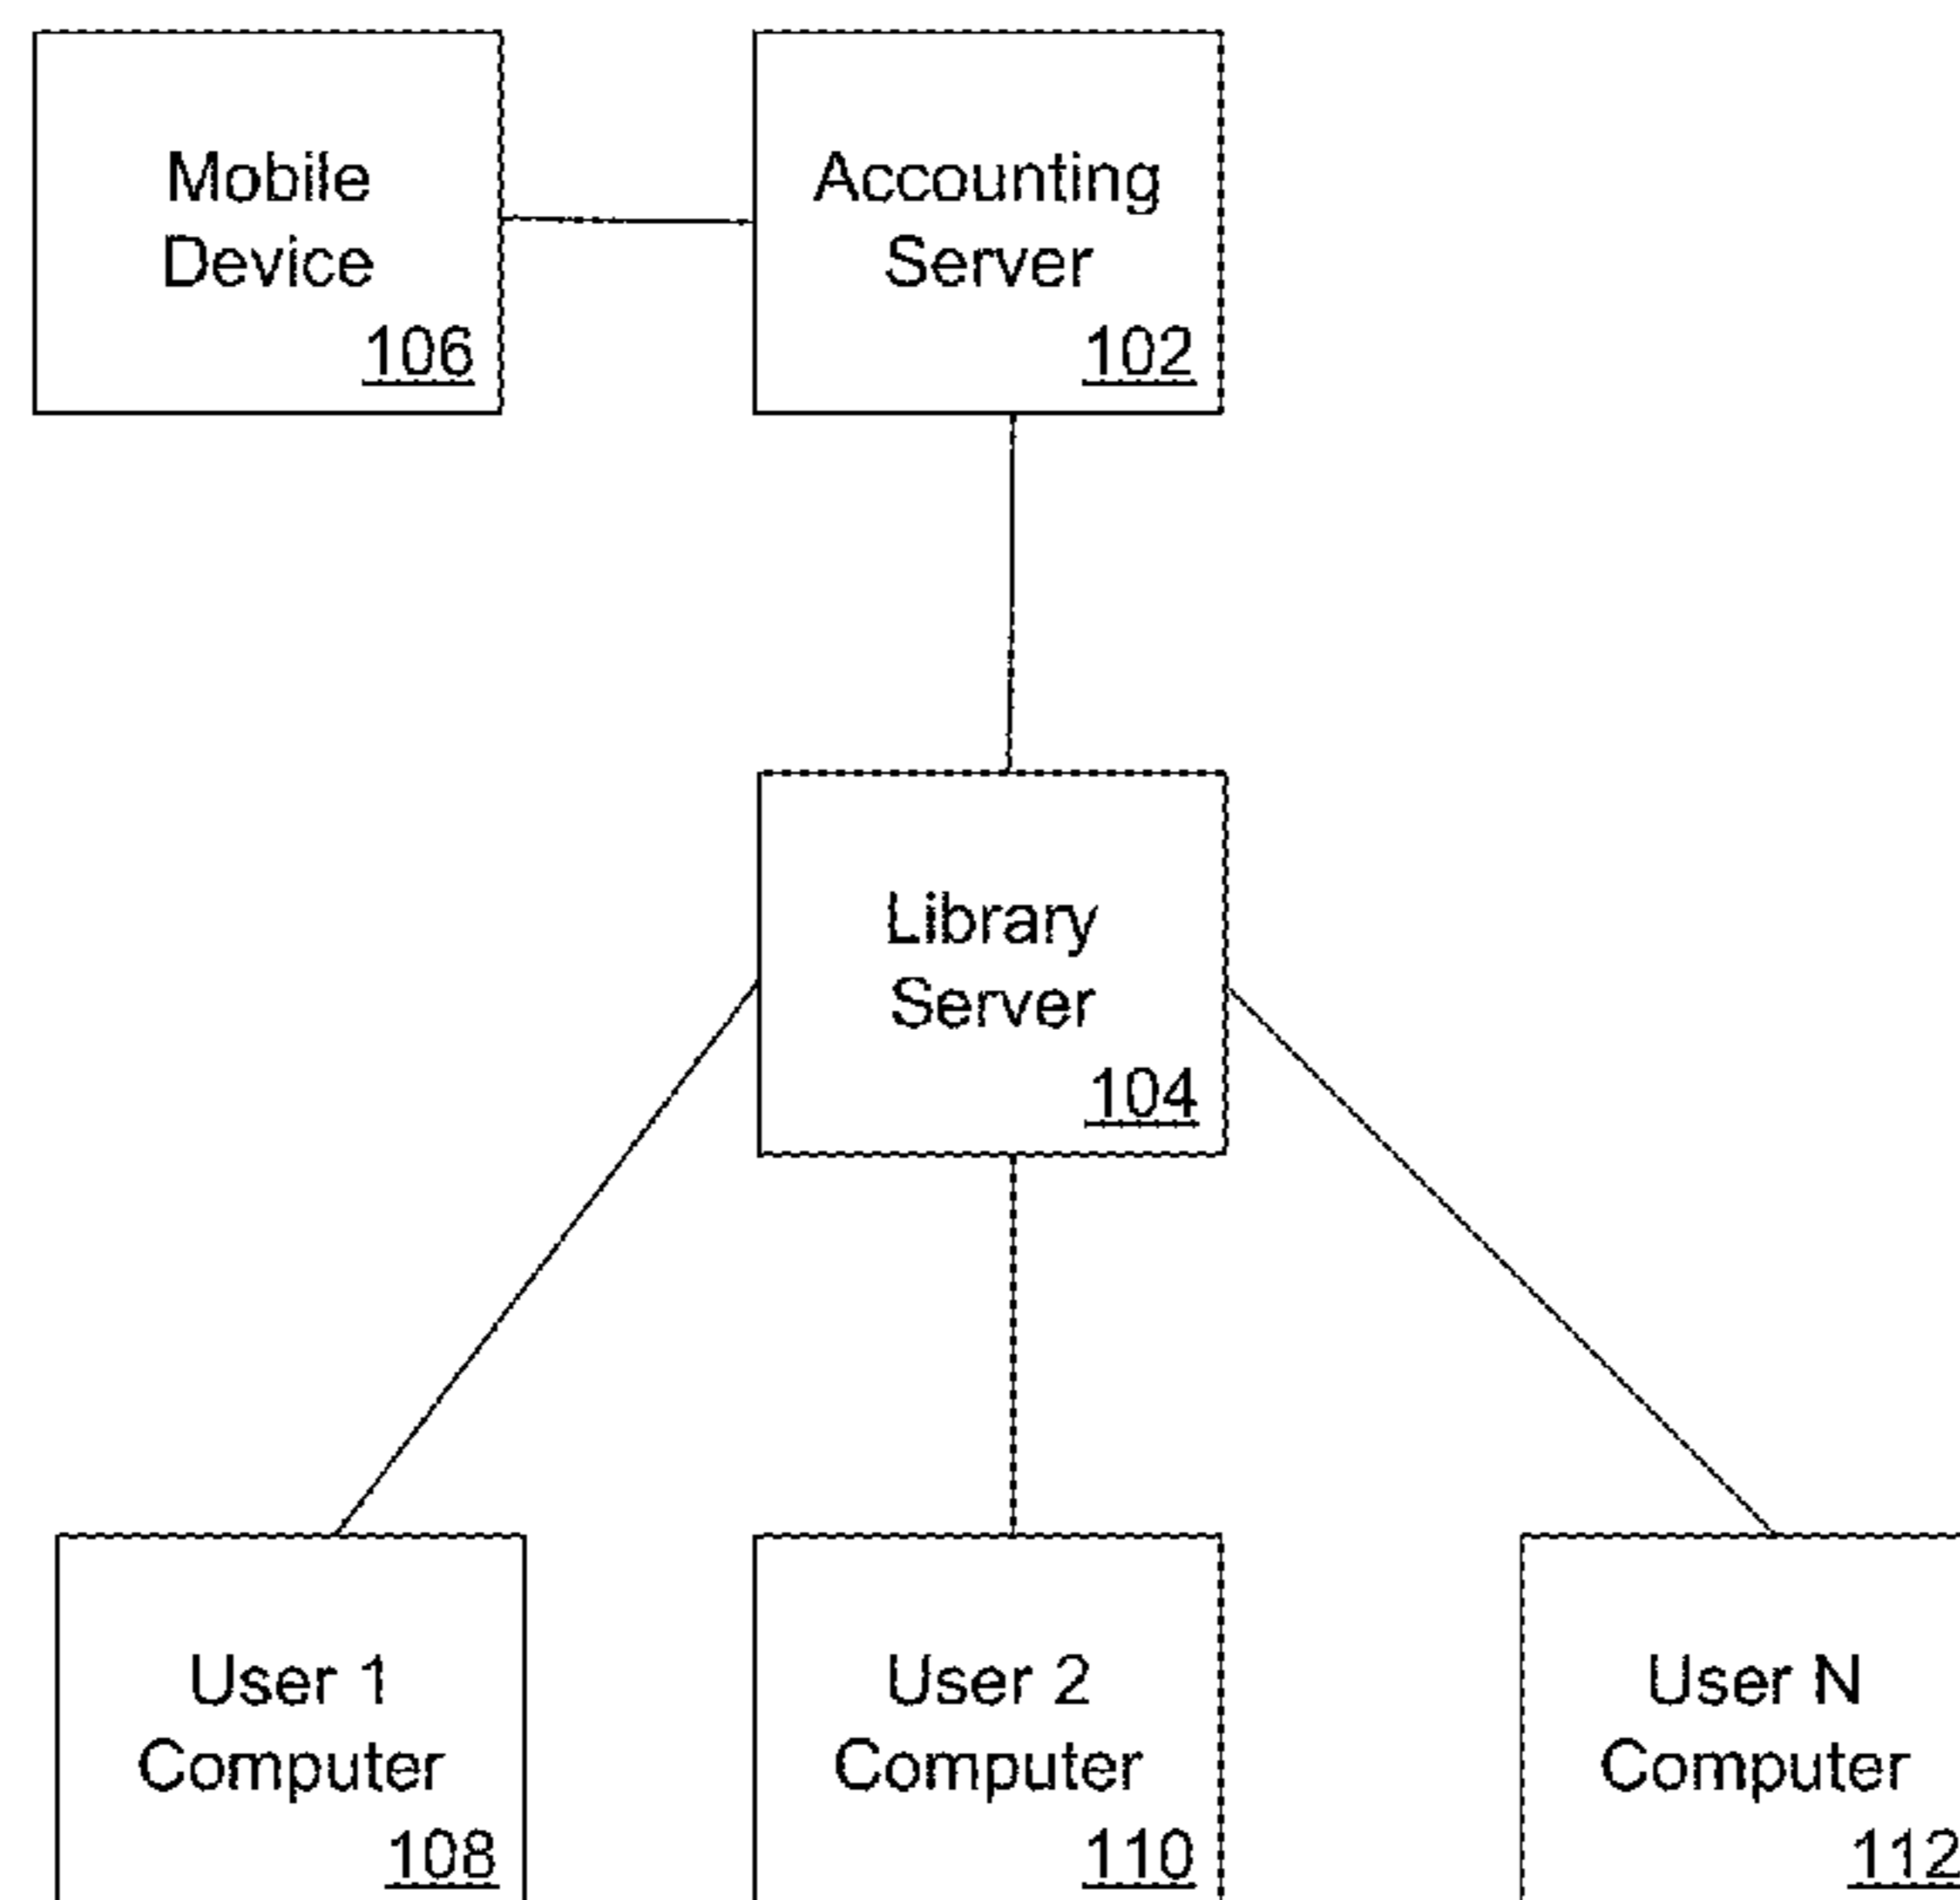 Mobile
Device
106
Accounting
Server
102
Library
Server
104
User 1
Computer
108
User 2
Computer
110
User N
Computer
112